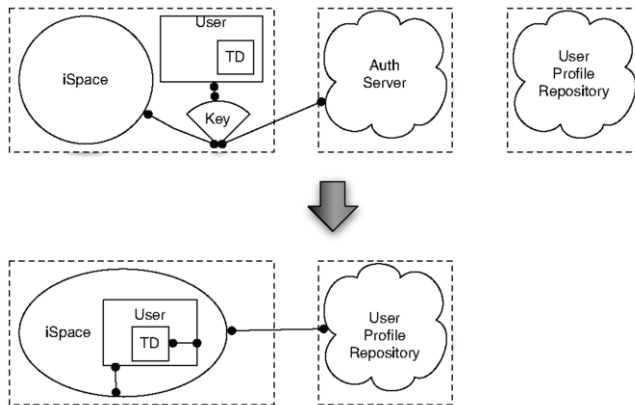 User
TD
iSpace
Key
Auth
Server
User
Profile
Repository
User
iSpace
TD
User
Profile
Repository